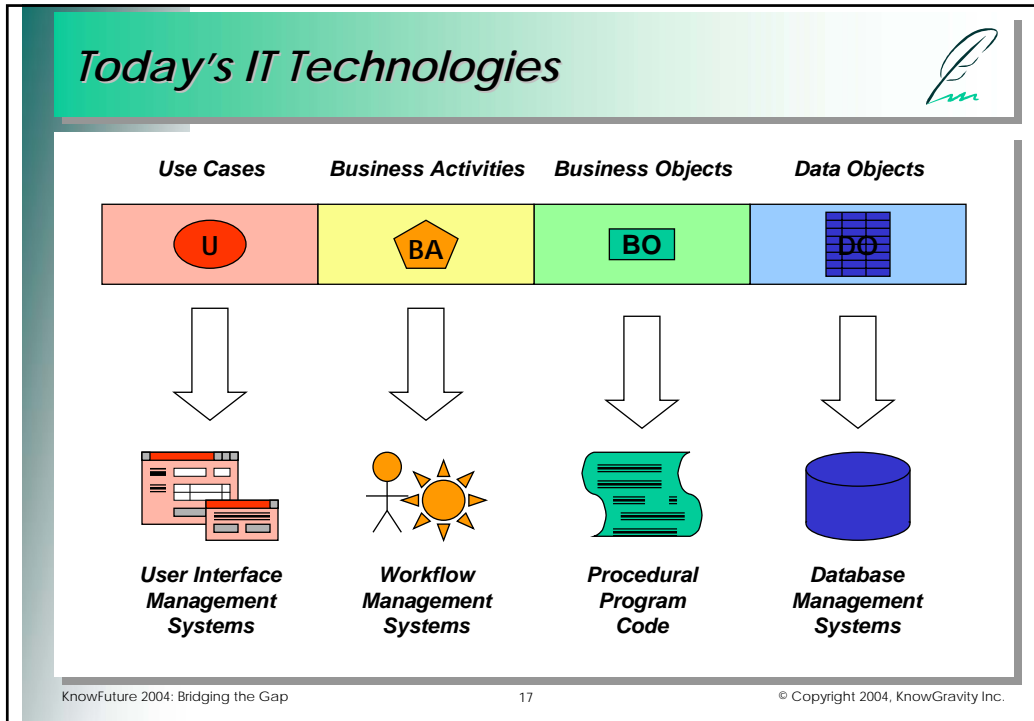 Today's IT Technologies
Use Cases
Business Activities
Business Objects
Data Objects
U
BA
BO
DO
User Interface
Management
Systems
Workflow
Management
Systems
Procedural
Program
Code
Database
Management
Systems
KnowFuture 2004: Bridging the Gap
17
© Copyright 2004, KnowGravity Inc.